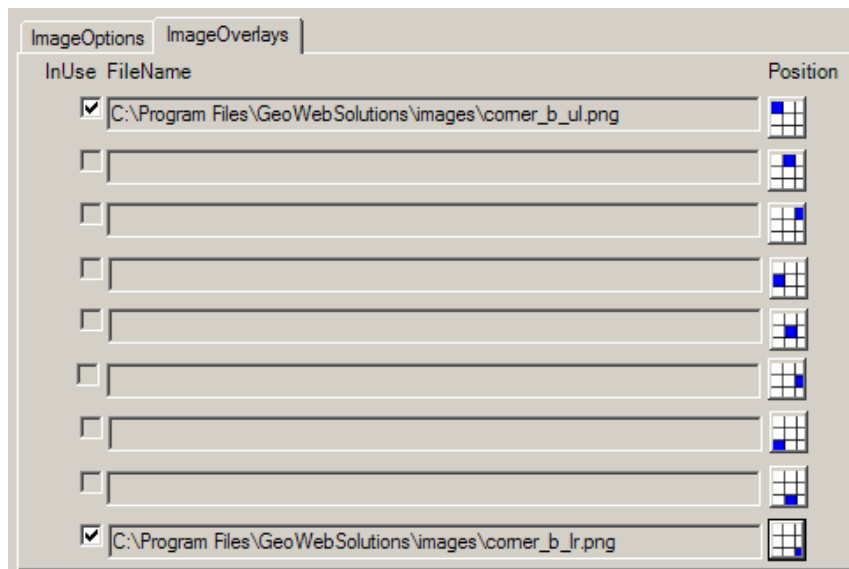 ImageOptions ImageOverlays
InUse FileName Position
C:\Program Files\GeoWebSolutions\images\corner_b_ul.png
C:\Program Files\GeoWebSolutions\images\corner_b_lr.png